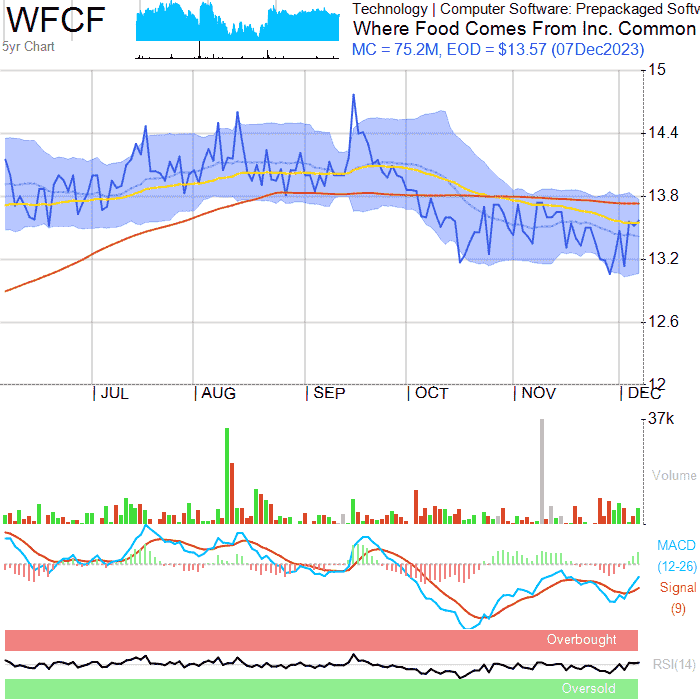 WFCF
5yr Chart
Technology | Computer Software: Prepackaged Softw
Where Food Comes From Inc. Common
MC = 75.2M, EOD = $13.57 (07Dec2023)
15
14.4
13.8
13.2
12.6
12
JUL AUG SEP OCT NOV DEC
37k
Volume
MACD
(12-26)
Signal
(9)
Overbought
RSI(14)
Oversold